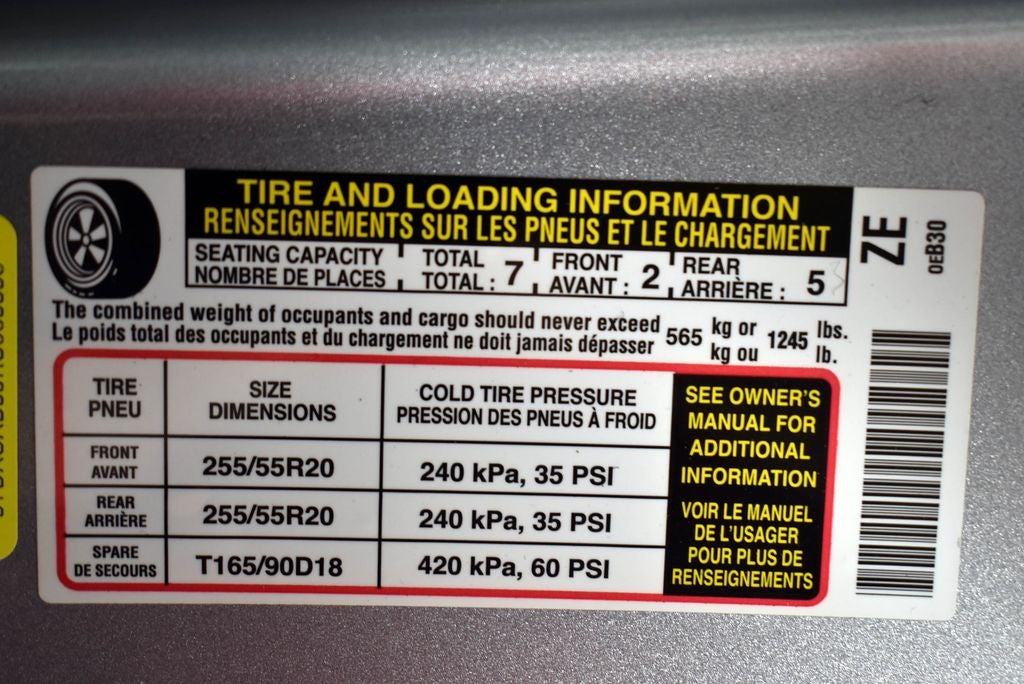 TIRE AND LOADING INFORMATION
RENSEIGNEMENTS SUR LES PNEUS ET LE CHARGEMENT
SEATING CAPACITY TOTAL FRONT REAR
NOMBRE DE PLACES TOTAL : 7 AVANT : 2 ARRIÈRE : 5
The combined weight of occupants and cargo should never exceed 565 kg or 1245 lbs.
Le poids total des occupants et du chargement ne doit jamais dépasser kg ou lb.
TIRE SIZE COLD TIRE PRESSURE
PNEU DIMENSIONS PRESSION DES PNEUS À FROID
FRONT
AVANT 255/55R20 240 kPa, 35 PSI
REAR
ARRIÈRE 255/55R20 240 kPa, 35 PSI
SPARE
DE SECOURS T165/90D18 420 kPa, 60 PSI
SEE OWNER'S
MANUAL FOR
ADDITIONAL
INFORMATION
VOIR LE MANUEL
DE L'USAGER
POUR PLUS DE
RENSEIGNEMENTS
ZE
0EB30